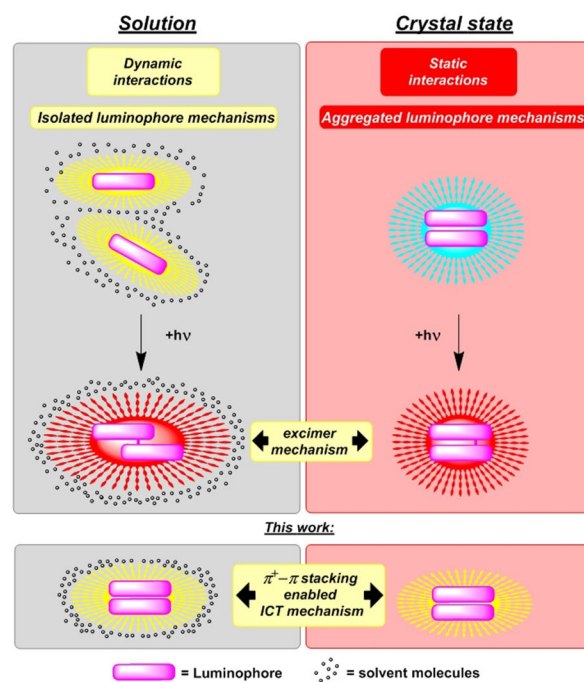 Solution
Crystal state
Dynamic
interactions
Static
interactions
Isolated luminophore mechanisms
Aggregated luminophore mechanisms
+hν
+hν
excimer
mechanism
This work:
π⁺−π stacking
enabled
ICT mechanism
= Luminophore
= solvent molecules